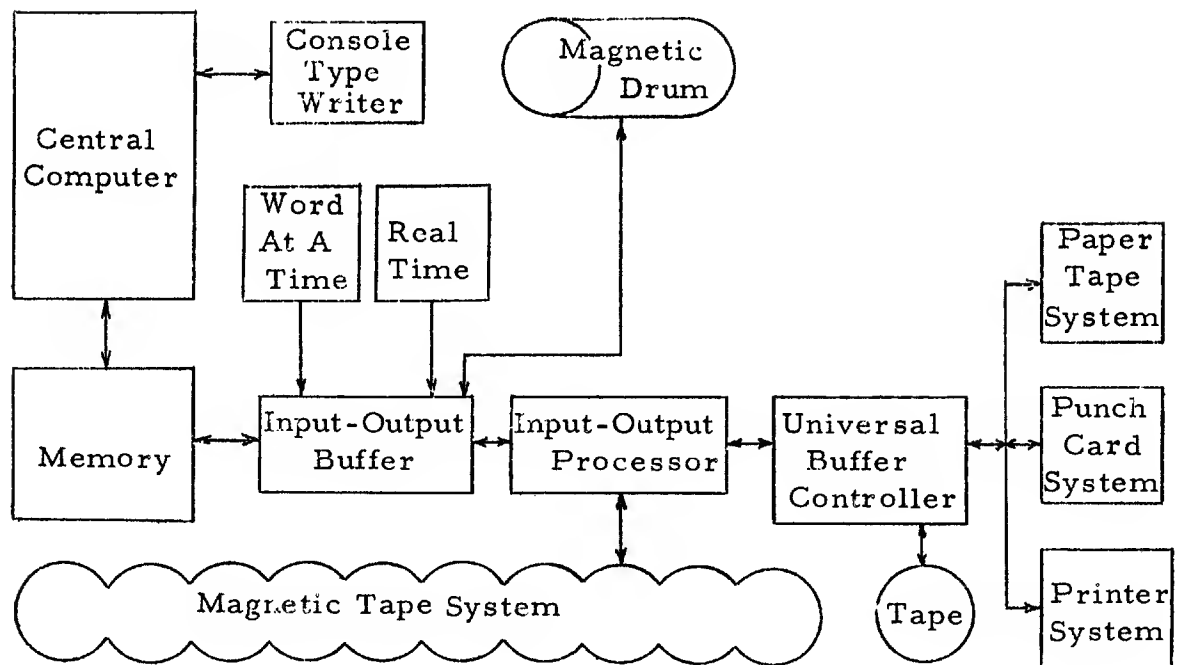 Central
Computer
Console
Type
Writer
Magnetic
Drum
Word
At A
Time
Real
Time
Paper
Tape
System
Memory
Input-Output
Buffer
Input-Output
Processor
Universal
Buffer
Controller
Punch
Card
System
Magnetic Tape System
Tape
Printer
System